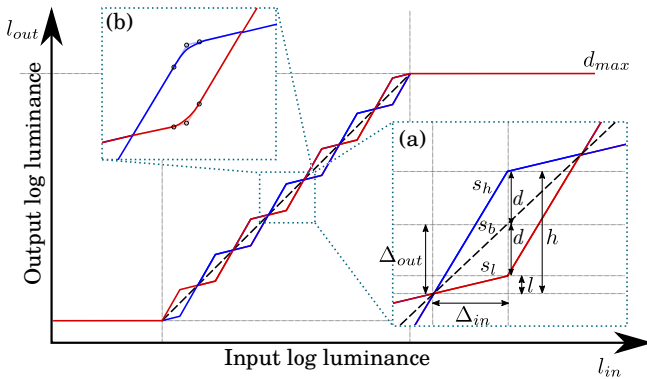 l_out
(b)
d_max
(a)
s_h
d
s_b
d
h
Δ_out
s_l
l
Δ_in
Output log luminance
Input log luminance
l_in